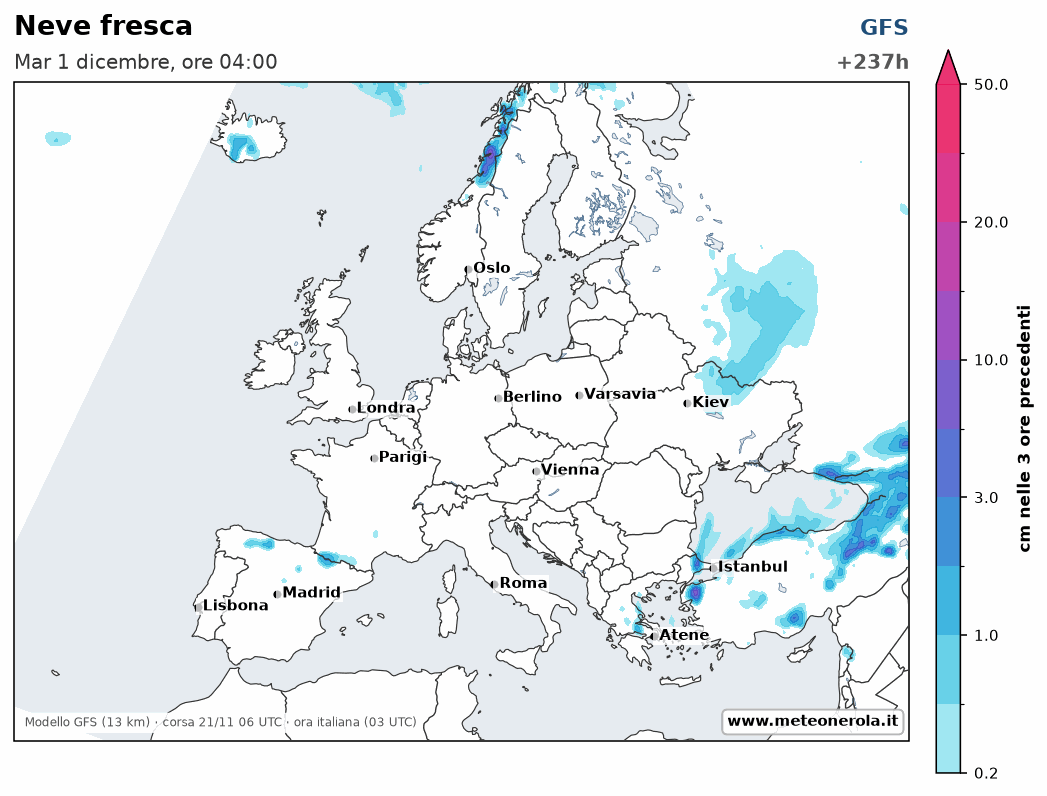 Neve fresca
GFS
Mar 1 dicembre, ore 04:00
+237h
50.0
20.0
10.0
3.0
1.0
0.2
cm nelle 3 ore precedenti
Oslo
Londra
Berlino
Varsavia
Kiev
Parigi
Vienna
Istanbul
Roma
Madrid
Lisbona
Atene
Modello GFS (13 km) · corsa 21/11 06 UTC · ora italiana (03 UTC)
www.meteonerola.it